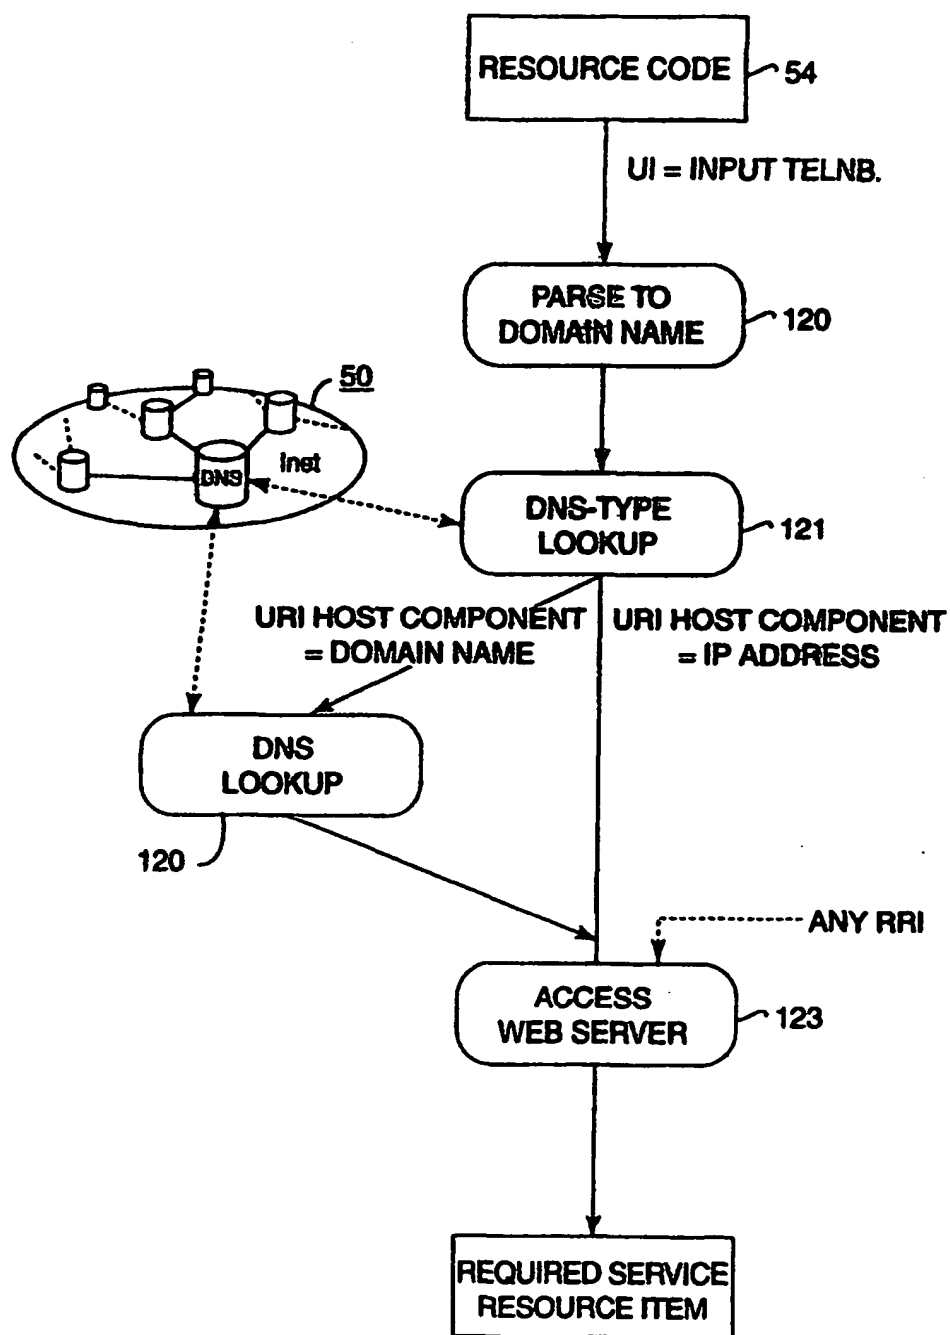 RESOURCE CODE
54
UI = INPUT TELNB.
PARSE TO
DOMAIN NAME
120
50
DNS
Inet
DNS-TYPE
LOOKUP
121
URI HOST COMPONENT
= DOMAIN NAME
URI HOST COMPONENT
= IP ADDRESS
DNS
LOOKUP
120
ANY RRI
ACCESS
WEB SERVER
123
REQUIRED SERVICE
RESOURCE ITEM